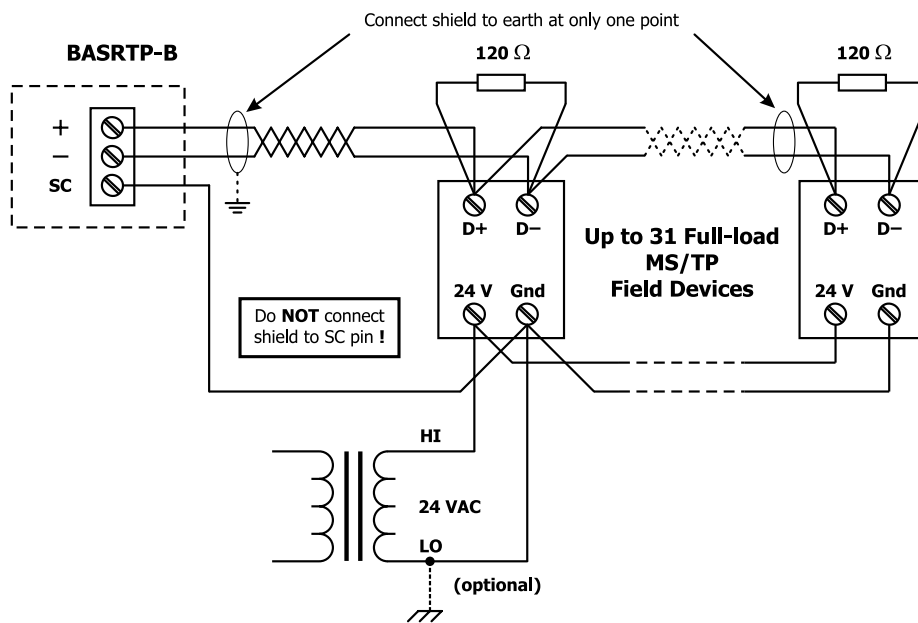 Connect shield to earth at only one point
BASRTP-B
120 Ω
120 Ω
+
−
SC
D+
D−
Up to 31 Full-load
MS/TP
Field Devices
D+
D−
24 V
Gnd
24 V
Gnd
Do NOT connect
shield to SC pin !
HI
24 VAC
LO
(optional)